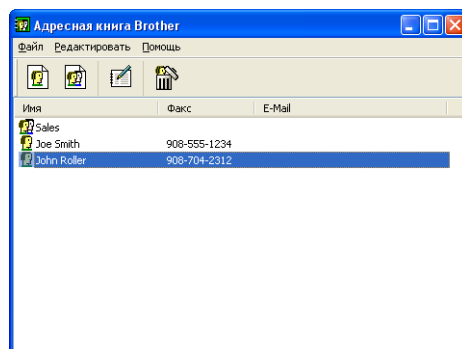 Адресная книга Brother
Файл Редактировать Помощь
Имя Факс E-Mail
Sales
Joe Smith 908-555-1234
John Roller 908-704-2312